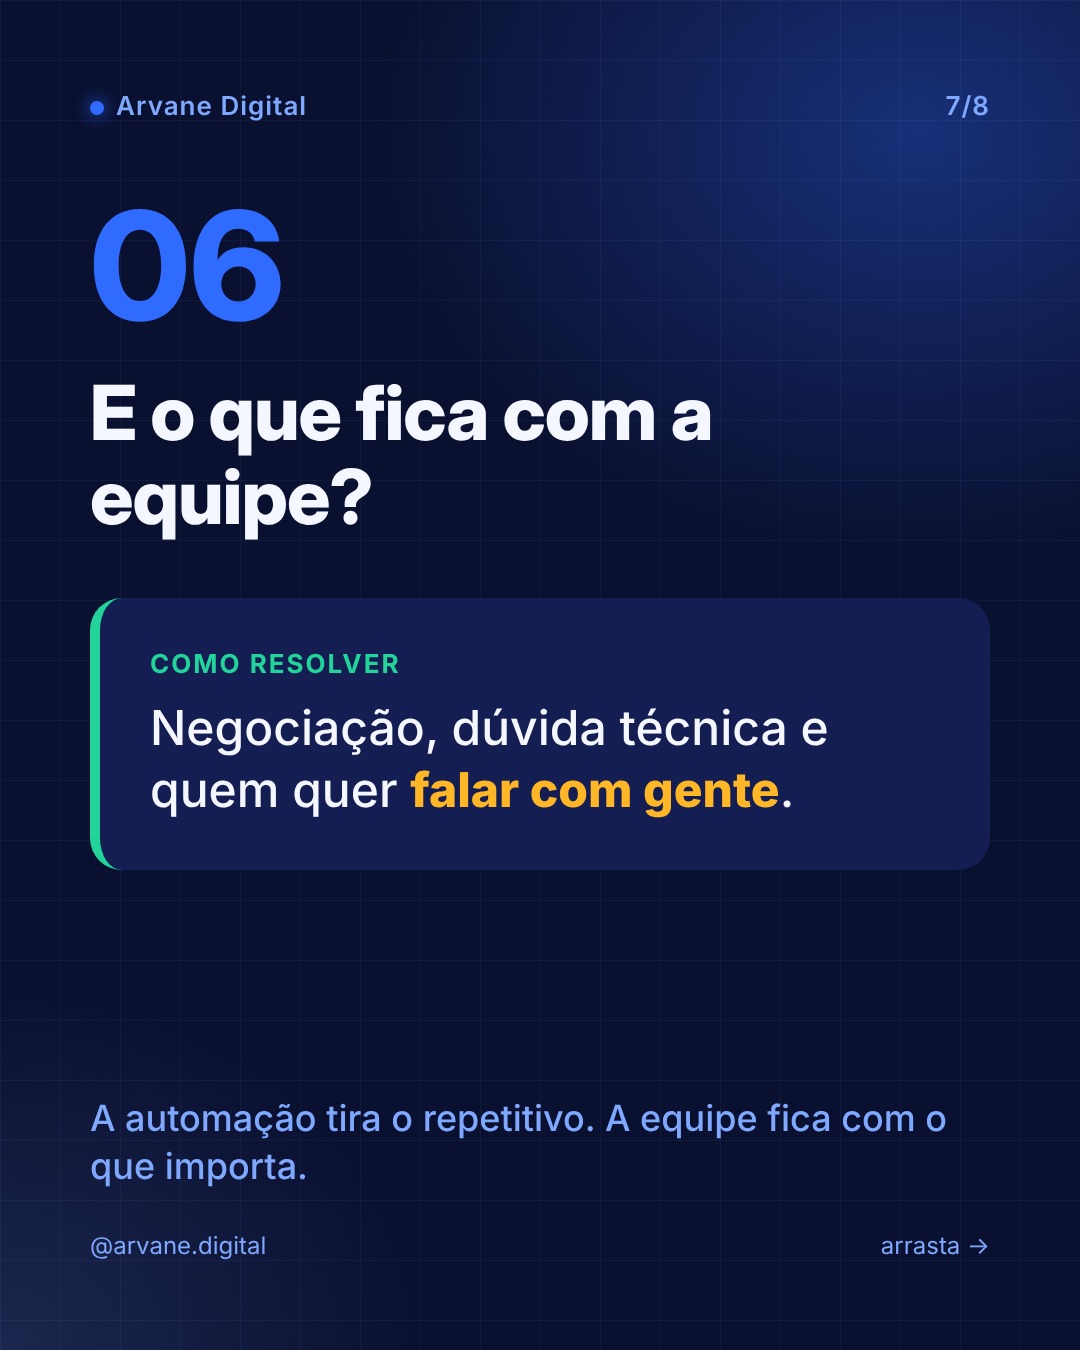 Arvane Digital
7/8
06
E o que fica com a
equipe?
COMO RESOLVER
Negociação, dúvida técnica e
quem quer falar com gente.
A automação tira o repetitivo. A equipe fica com o
que importa.
@arvane.digital
arrasta →